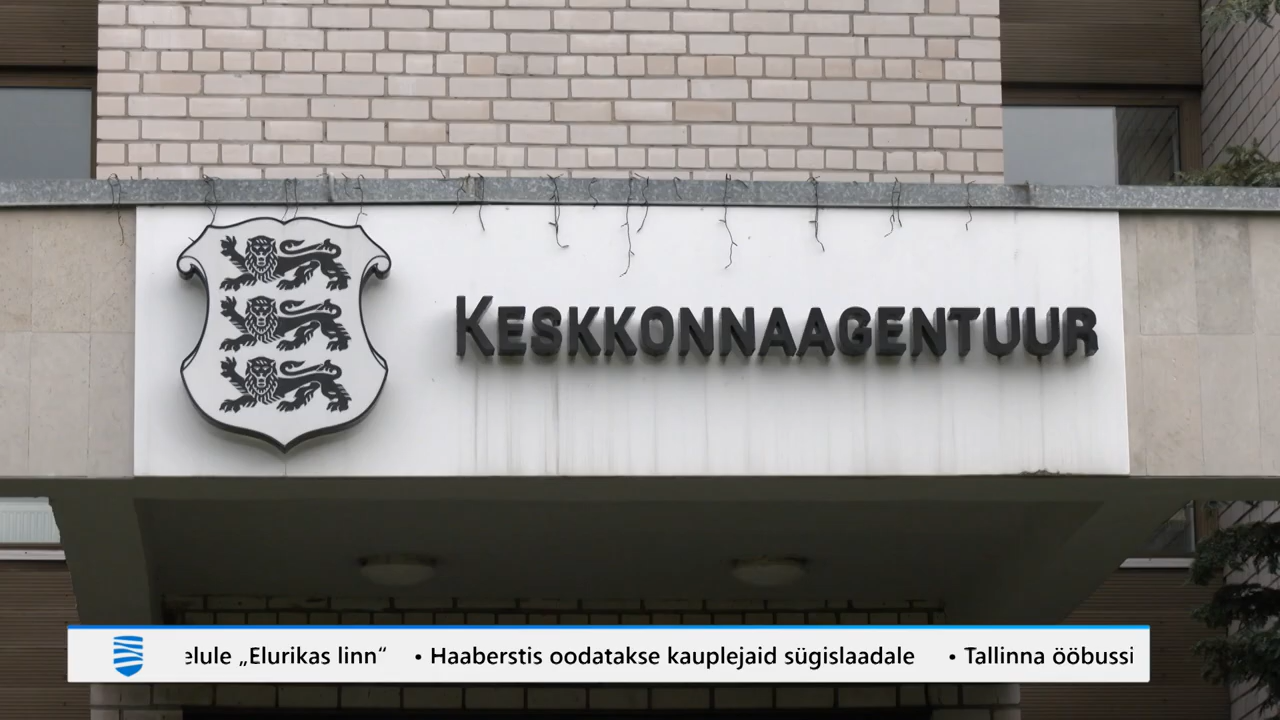 KESKKONNAAGENTUUR
elule „Elurikas linn“ • Haaberstis oodatakse kauplejaid sügislaadale • Tallinna ööbussi